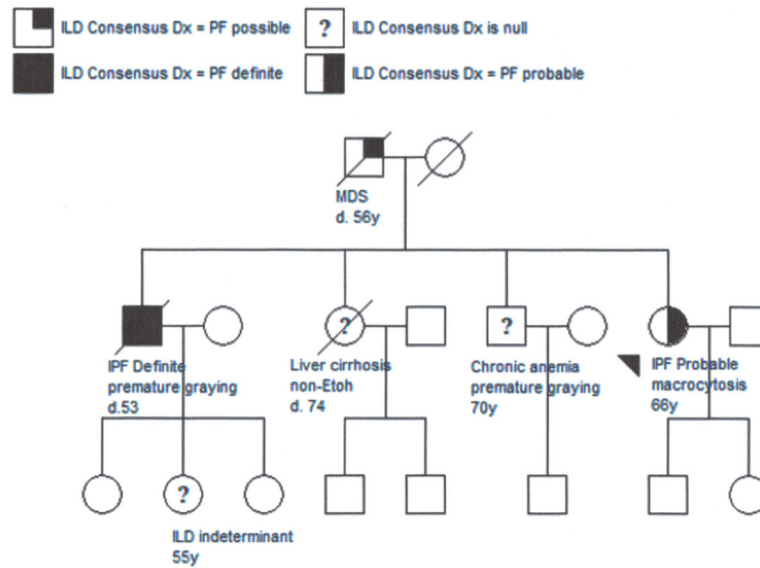 ILD Consensus Dx = PF possible
? ILD Consensus Dx is null
ILD Consensus Dx = PF definite
ILD Consensus Dx = PF probable
MDS
d. 56y
?
?
IPF Definite
premature graying
d.53
Liver cirrhosis
non-Etoh
d. 74
Chronic anemia
premature graying
70y
IPF Probable
macrocytosis
66y
?
ILD indeterminant
55y